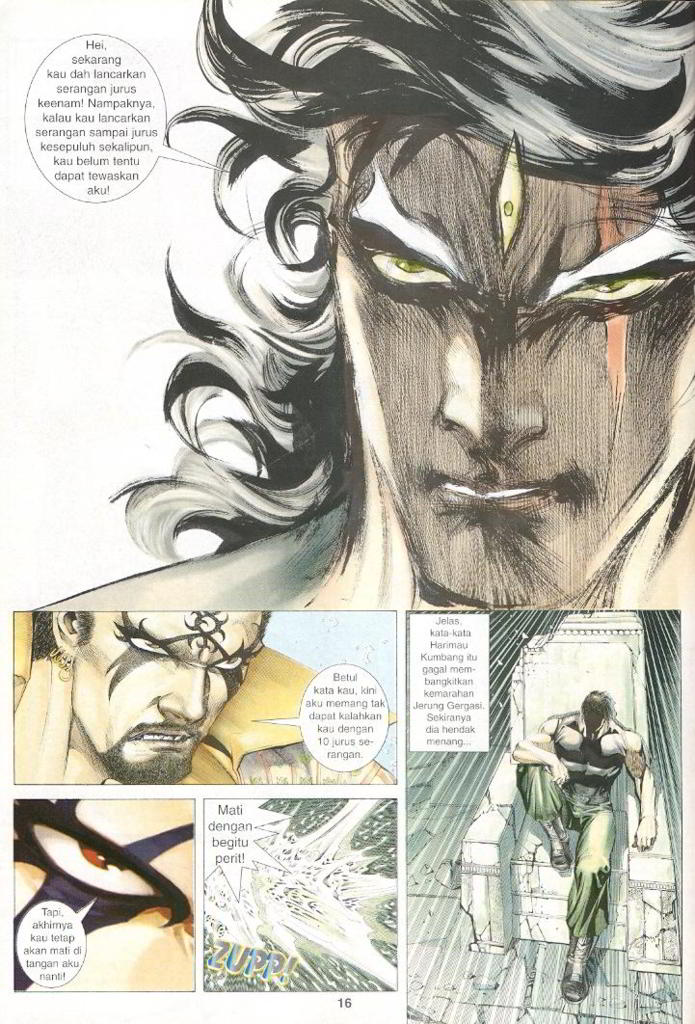 Hei,
sekarang
kau dah lancarkan
serangan jurus
keenam! Nampaknya,
kalau kau lancarkan
serangan sampai jurus
kesepuluh sekalipun,
kau belum tentu
dapat tewaskan
aku!
Betul
kata kau, kini
aku memang tak
dapat kalahkan
kau dengan
10 jurus se-
rangan.
Jelas,
kata-kata
Harimau
Kumbang itu
gagal mem-
bangkitkan
kemarahan
Jerung Gergasi.
Sekiranya
dia hendak
menang...
Tapi,
akhirnya
kau tetap
akan mati di
tangan aku
nanti!
Mati
dengan
begitu
perit!
ZUPP!
16